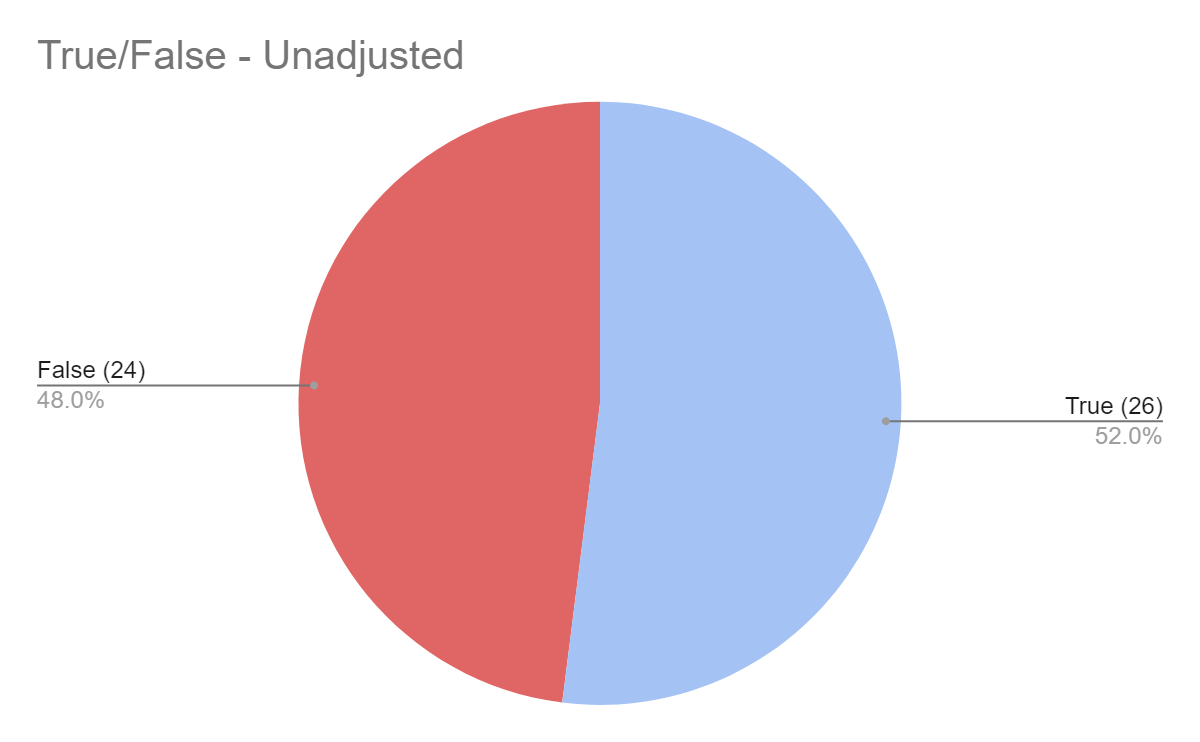 True/False - Unadjusted
False (24)
48.0%
True (26)
52.0%